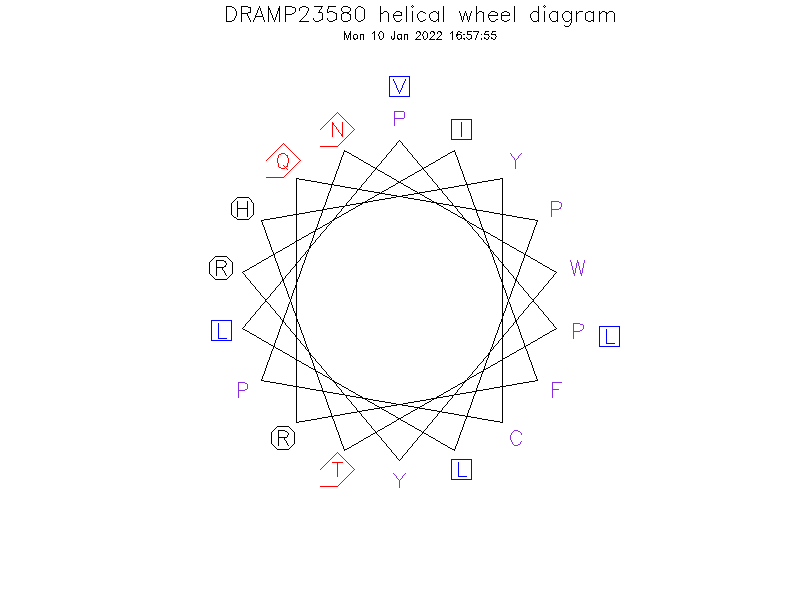 DRAMP23580 helical wheel diagram
Mon 10 Jan 2022 16:57:55
V
P
N I
Q Y
H P
R W
L P L
P F
R C
T L
Y